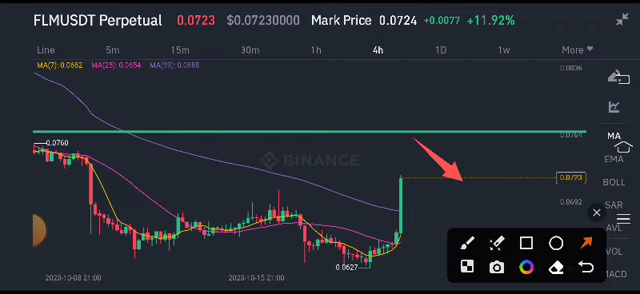 FLMUSDT Perpetual 0.0723 $0.07230000 Mark Price 0.0724 +0.0077 +11.92%
Line 5m 15m 30m 1h 4h 1D 1w More
MA(7): 0.0662 MA(25): 0.0654 MA(99): 0.0688
0.0806
0.0764
0.0760
MA
BINANCE
EMA
0.0723
BOLL
0.0692
SAR
AVL
VOL
0.0627
MACD
2023-10-08 21:00 2023-10-15 21:00